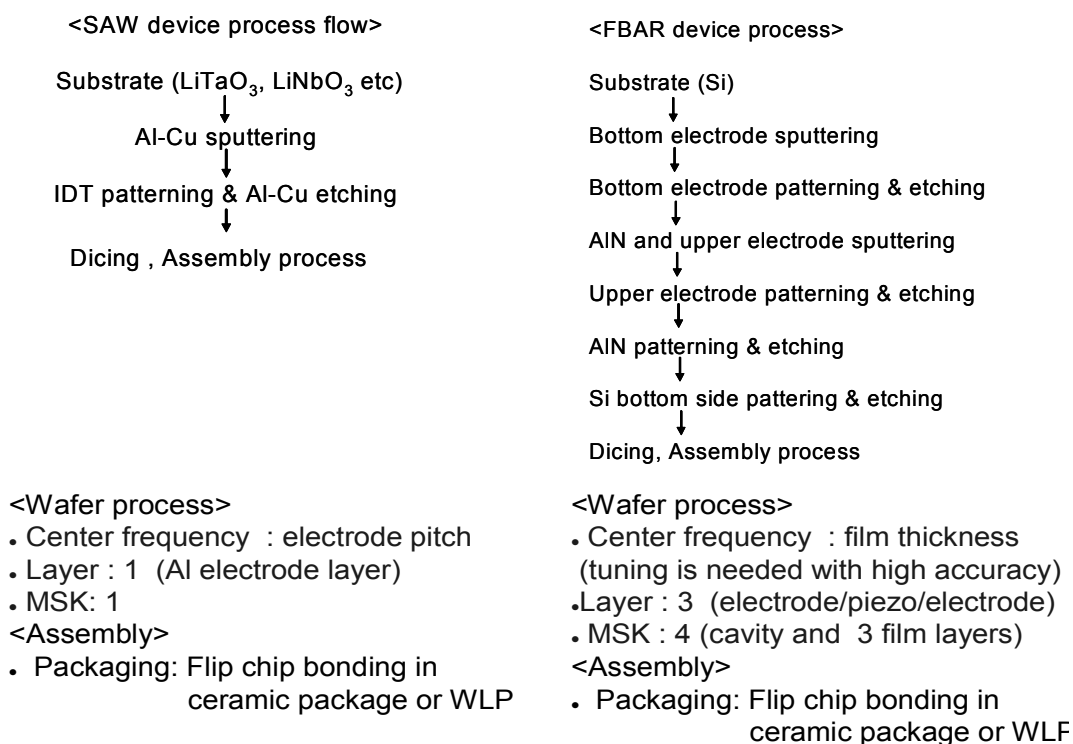 <SAW device process flow>
Substrate (LiTaO₃, LiNbO₃ etc)
Al-Cu sputtering
IDT patterning & Al-Cu etching
Dicing , Assembly process
<Wafer process>
• Center frequency : electrode pitch
• Layer : 1 (Al electrode layer)
• MSK: 1
<Assembly>
• Packaging: Flip chip bonding in
ceramic package or WLP
<FBAR device process>
Substrate (Si)
Bottom electrode sputtering
Bottom electrode patterning & etching
AlN and upper electrode sputtering
Upper electrode patterning & etching
AlN patterning & etching
Si bottom side pattering & etching
Dicing, Assembly process
<Wafer process>
• Center frequency : film thickness
(tuning is needed with high accuracy)
•Layer : 3 (electrode/piezo/electrode)
• MSK : 4 (cavity and 3 film layers)
<Assembly>
• Packaging: Flip chip bonding in
ceramic package or WLP